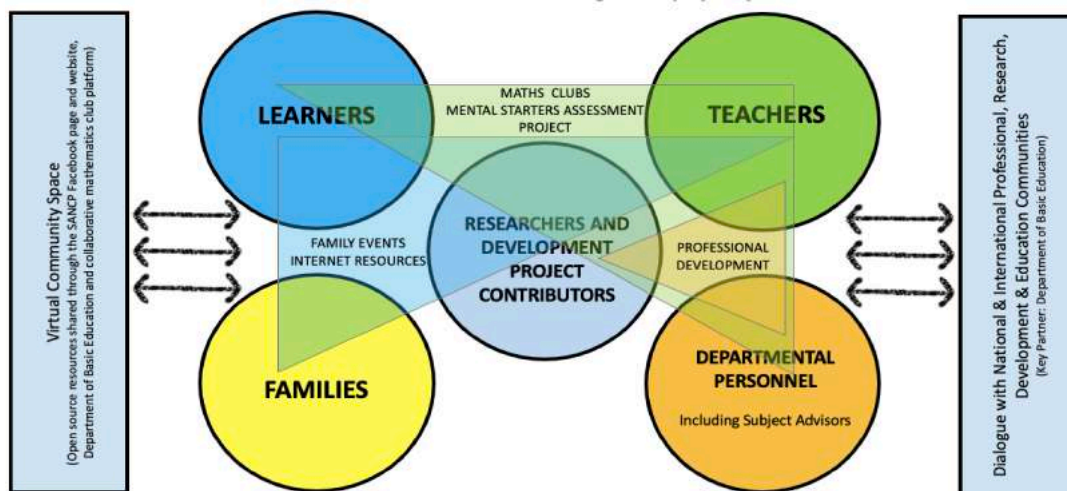 Virtual Community Space
(Open source resources shared through the SANCP Facebook page and website,
Department of Basic Education and collaborative mathematics club platform)
LEARNERS
MATHS CLUBS
MENTAL STARTERS ASSESSMENT
PROJECT
TEACHERS
FAMILY EVENTS
INTERNET RESOURCES
RESEARCHERS AND
DEVELOPMENT
PROJECT
CONTRIBUTORS
PROFESSIONAL
DEVELOPMENT
FAMILIES
DEPARTMENTAL
PERSONNEL
Including Subject Advisors
Dialogue with National & International Professional, Research,
Development & Education Communities
(Key Partner: Department of Basic Education)